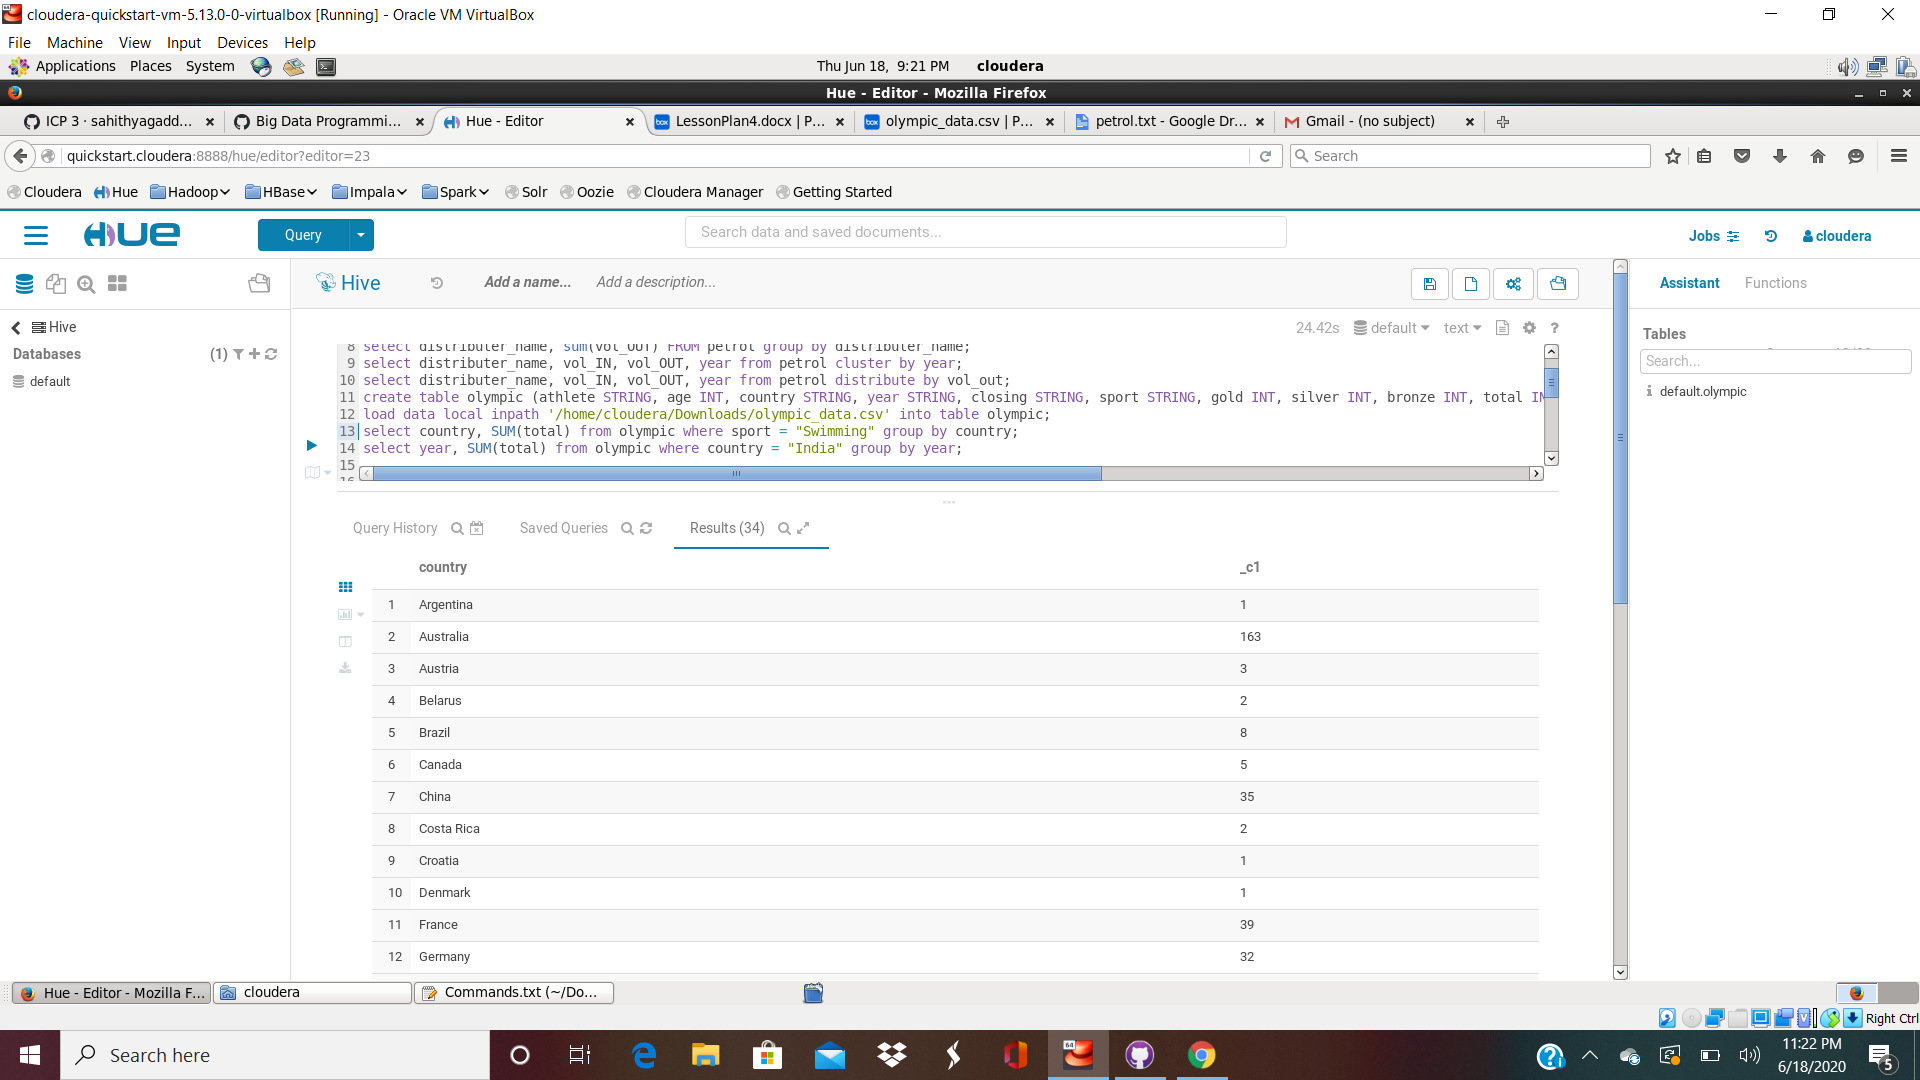 cloudera-quickstart-vm-5.13.0-0-virtualbox [Running] - Oracle VM VirtualBox
File Machine View Input Devices Help
Applications Places System Thu Jun 18, 9:21 PM cloudera
Hue - Editor - Mozilla Firefox
ICP 3 · sahithyagadd... Big Data Programmi... Hue - Editor LessonPlan4.docx | P... olympic_data.csv | P... petrol.txt - Google Dr... Gmail - (no subject)
quickstart.cloudera:8888/hue/editor?editor=23 Search
Cloudera Hue Hadoop HBase Impala Spark Solr Oozie Cloudera Manager Getting Started
HUE Query Search data and saved documents... Jobs cloudera
Hive Add a name... Add a description... Assistant Functions
Hive 24.42s default text ?
Tables
Databases (1)
Search...
default
default.olympic
8 select distributer_name, sum(vol_OUT) FROM petrol group by distributer_name;
9 select distributer_name, vol_IN, vol_OUT, year from petrol cluster by year;
10 select distributer_name, vol_IN, vol_OUT, year from petrol distribute by vol_out;
11 create table olympic (athlete STRING, age INT, country STRING, year STRING, closing STRING, sport STRING, gold INT, silver INT, bronze INT, total IN
12 load data local inpath '/home/cloudera/Downloads/olympic_data.csv' into table olympic;
13 select country, SUM(total) from olympic where sport = "Swimming" group by country;
14 select year, SUM(total) from olympic where country = "India" group by year;
15
16
Query History Saved Queries Results (34)
country _c1
1 Argentina 1
2 Australia 163
3 Austria 3
4 Belarus 2
5 Brazil 8
6 Canada 5
7 China 35
8 Costa Rica 2
9 Croatia 1
10 Denmark 1
11 France 39
12 Germany 32
Hue - Editor - Mozilla F... cloudera Commands.txt (~/Do...
Right Ctrl
Search here 64 11:22 PM
6/18/2020 5